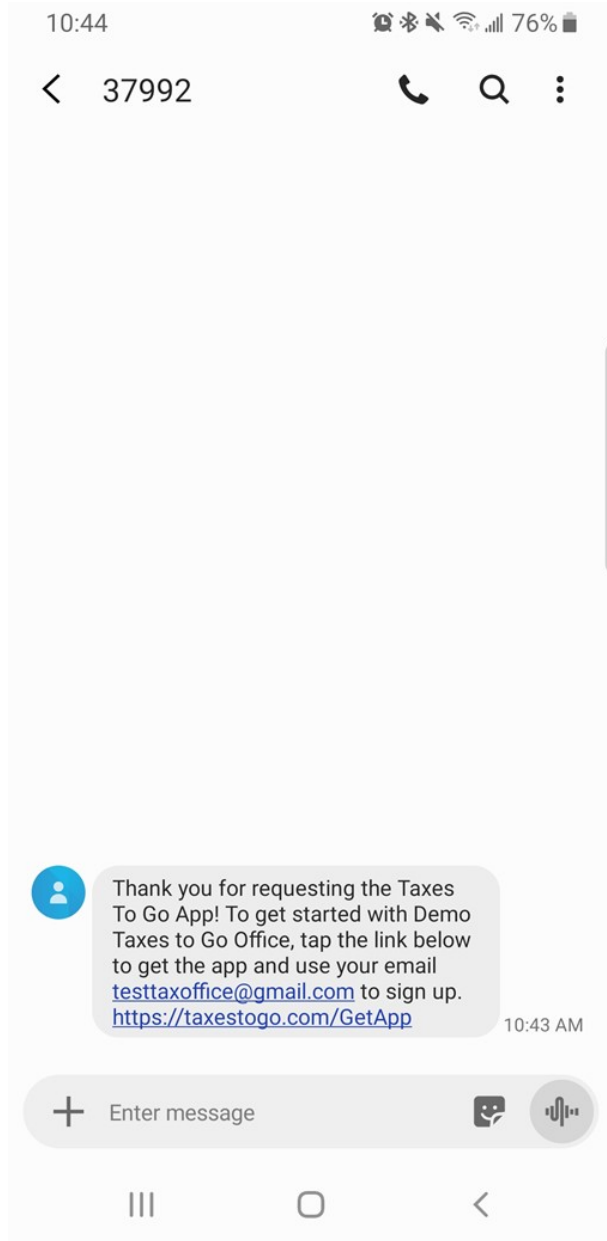 10:44 76%
37992
Thank you for requesting the Taxes
To Go App! To get started with Demo
Taxes to Go Office, tap the link below
to get the app and use your email
testtaxoffice@gmail.com to sign up.
https://taxestogo.com/GetApp
10:43 AM
Enter message